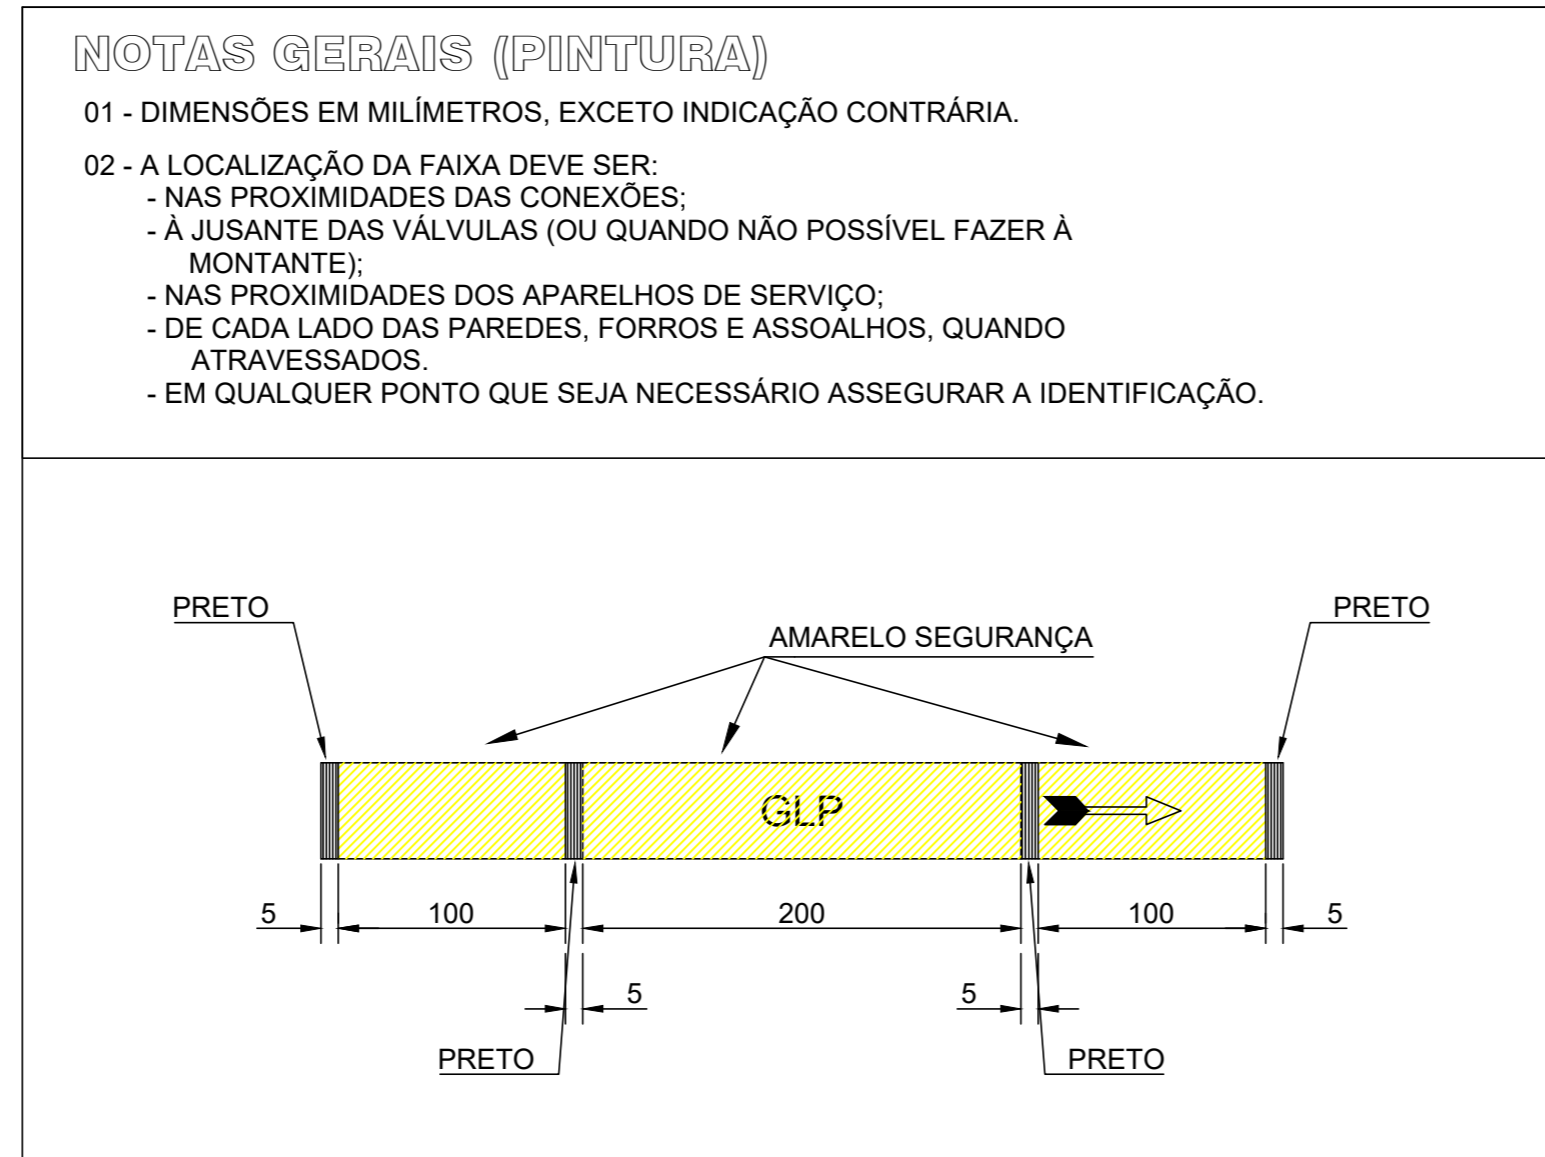 NOTAS GERAIS (PINTURA)
01 - DIMENSÕES EM MILÍMETROS, EXCETO INDICAÇÃO CONTRÁRIA.
02 - A LOCALIZAÇÃO DA FAIXA DEVE SER:
- NAS PROXIMIDADES DAS CONEXÕES;
- À JUSANTE DAS VÁLVULAS (OU QUANDO NÃO POSSÍVEL FAZER À
MONTANTE);
- NAS PROXIMIDADES DOS APARELHOS DE SERVIÇO;
- DE CADA LADO DAS PAREDES, FORROS E ASSOALHOS, QUANDO
ATRAVESSADOS.
- EM QUALQUER PONTO QUE SEJA NECESSÁRIO ASSEGURAR A IDENTIFICAÇÃO.
PRETO
PRETO
AMARELO SEGURANÇA
GLP
5 100 200 100 5
5 5
PRETO PRETO